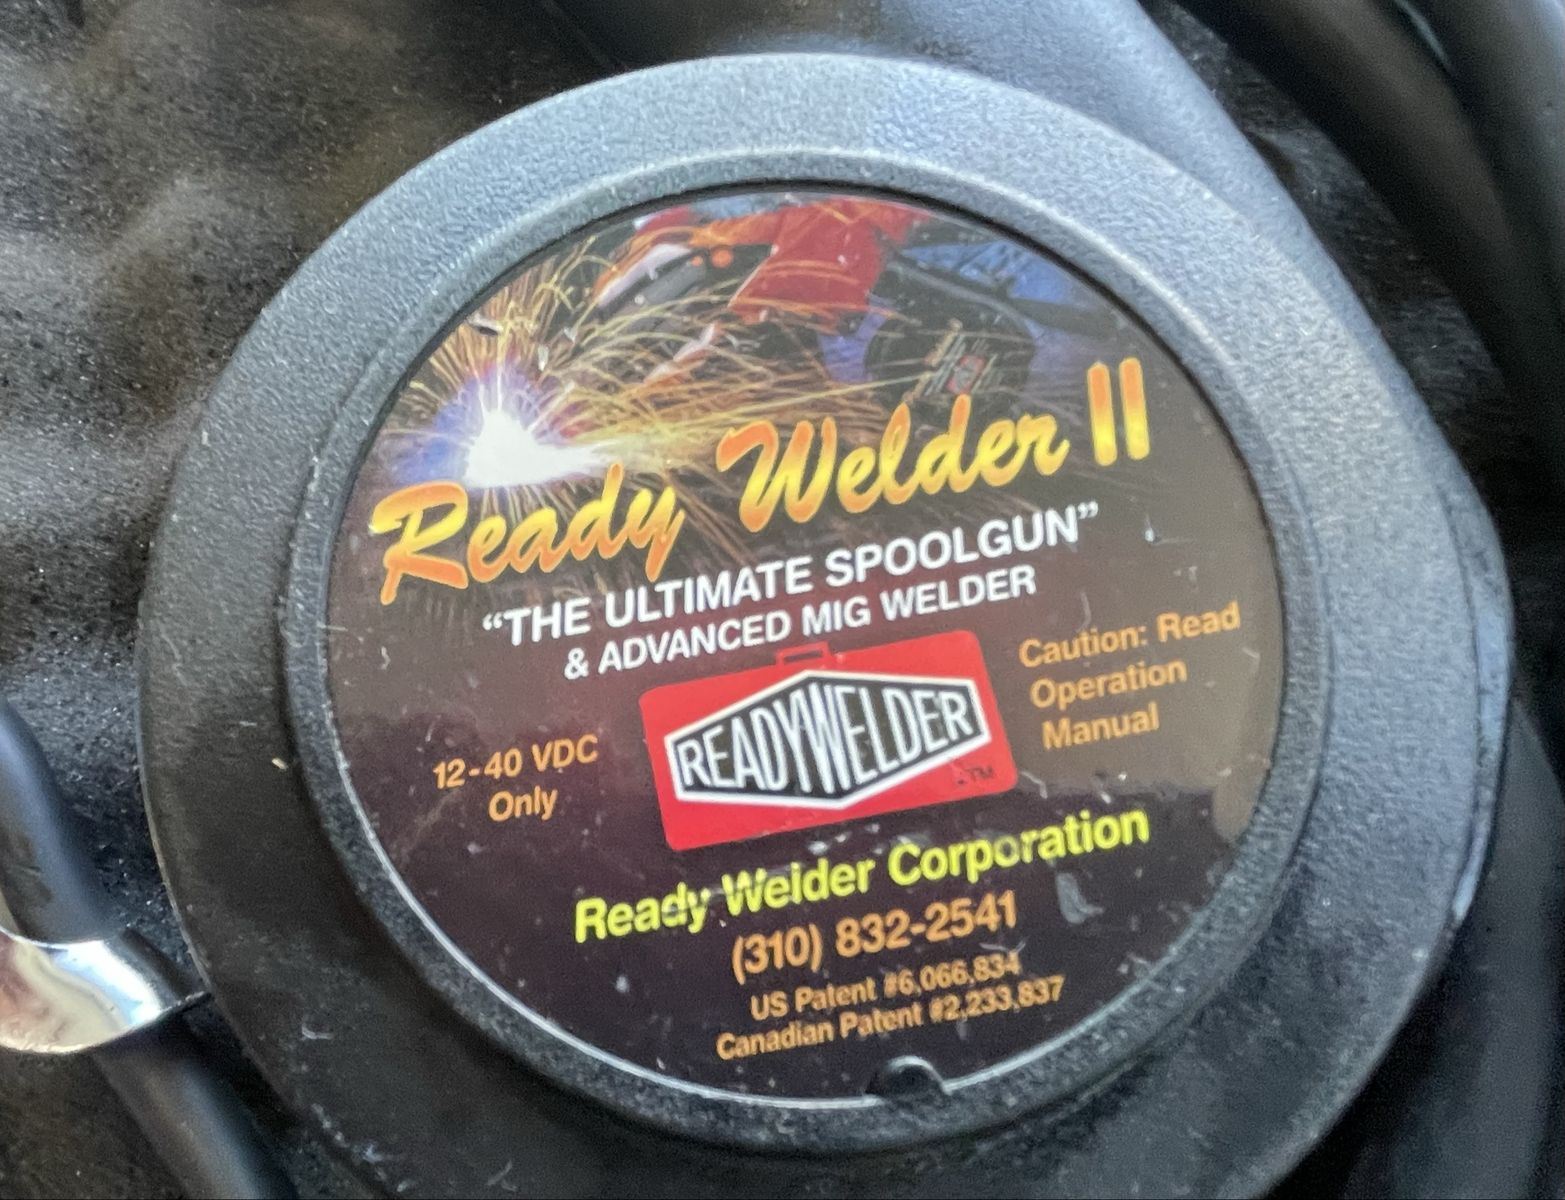 Ready Welder II
“THE ULTIMATE SPOOLGUN”
& ADVANCED MIG WELDER
READYWELDER
TM
Caution: Read
Operation
Manual
12-40 VDC
Only
Ready Welder Corporation
(310) 832-2541
US Patent #6,066,834
Canadian Patent #2,233,837